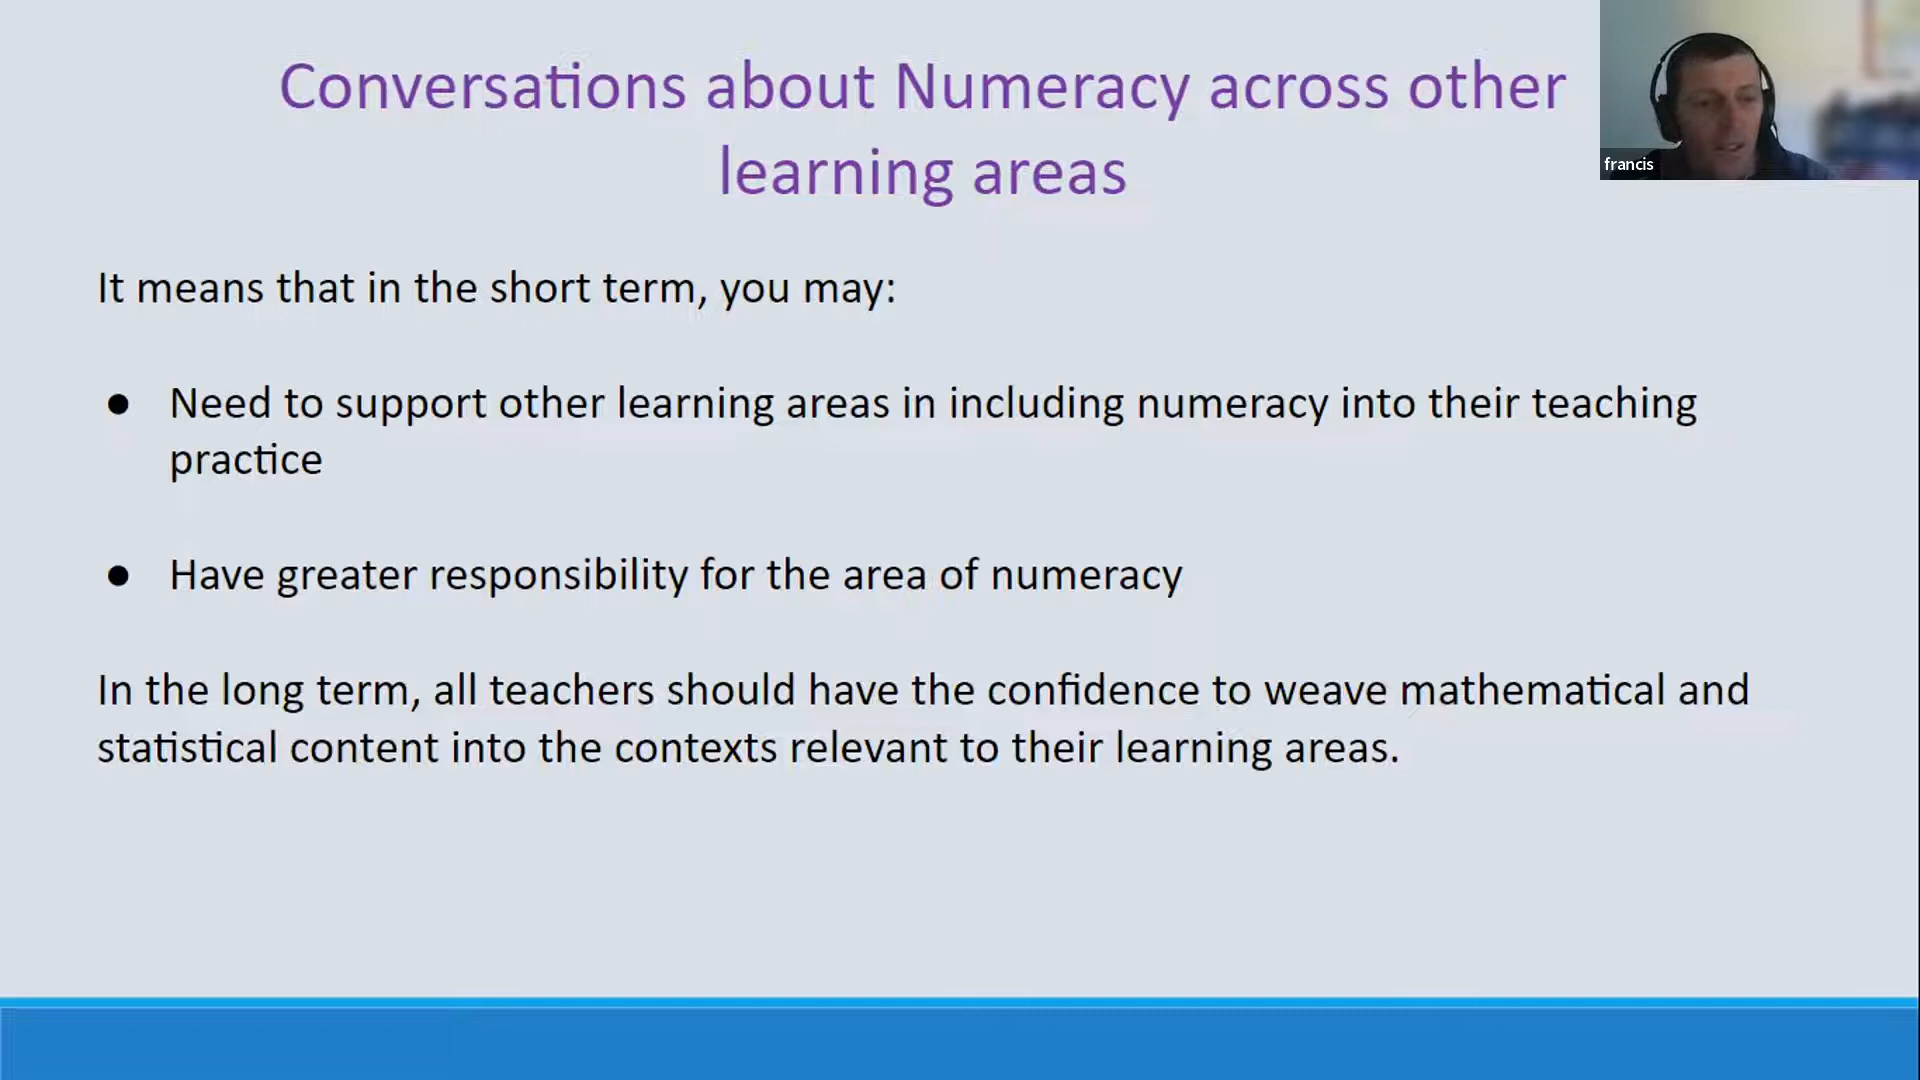 Conversations about Numeracy across other
learning areas
francis
It means that in the short term, you may:
● Need to support other learning areas in including numeracy into their teaching
practice
● Have greater responsibility for the area of numeracy
In the long term, all teachers should have the confidence to weave mathematical and
statistical content into the contexts relevant to their learning areas.